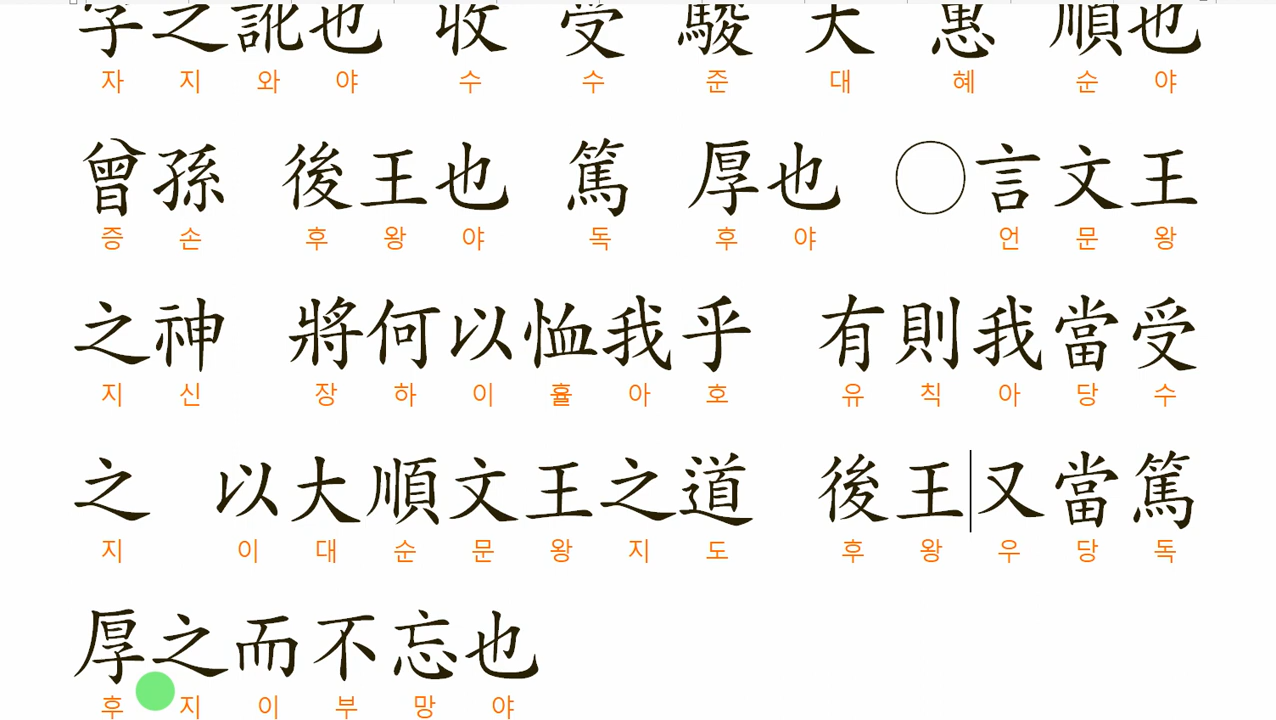 字之訛也 收 受 駿 大 惠 順也
자 지 와 야 수 수 준 대 혜 순 야
曾孫 後王也 篤 厚也 ○言文王
증 손 후 왕 야 독 후 야 언 문 왕
之神 將何以恤我乎 有則我當受
지 신 장 하 이 휼 아 호 유 칙 아 당 수
之 以大順文王之道 後王又當篤
지 이 대 순 문 왕 지 도 후 왕 우 당 독
厚之而不忘也
후 지 이 부 망 야